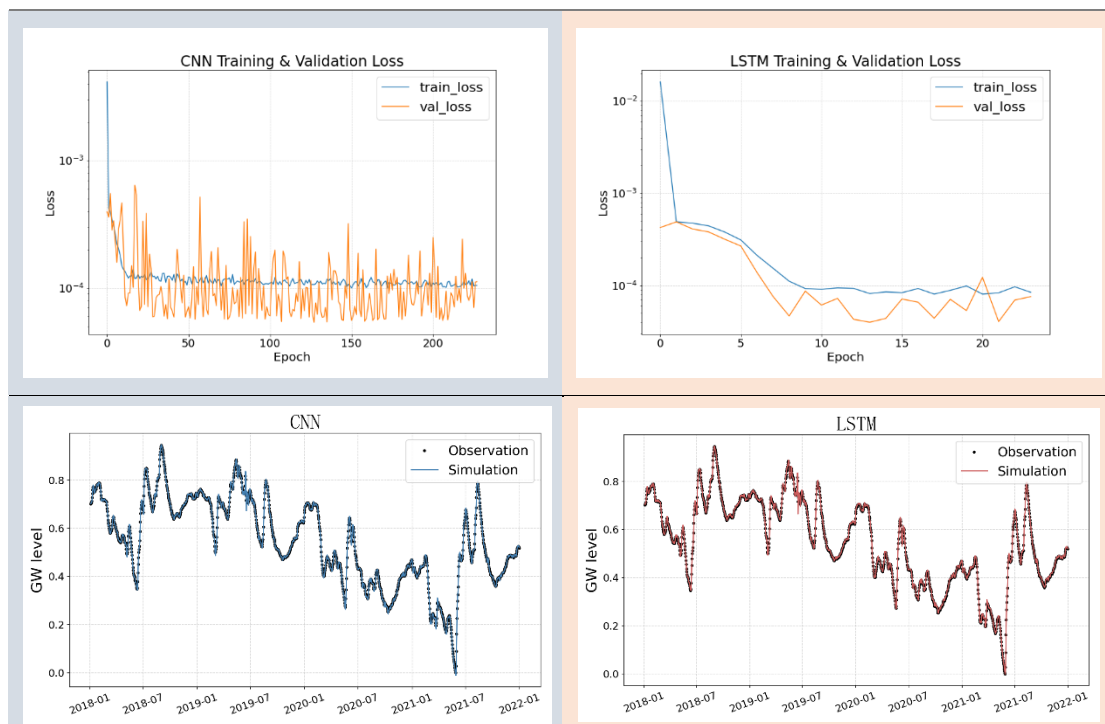 CNN Training & Validation Loss
train_loss
val_loss
10⁻³
10⁻⁴
Loss
0
50
100
150
200
Epoch
LSTM Training & Validation Loss
train_loss
val_loss
10⁻²
10⁻³
10⁻⁴
Loss
0
5
10
15
20
Epoch
CNN
Observation
Simulation
0.8
0.6
0.4
0.2
0.0
GW level
2018-01
2018-07
2019-01
2019-07
2020-01
2020-07
2021-01
2021-07
2022-01
LSTM
Observation
Simulation
0.8
0.6
0.4
0.2
0.0
GW level
2018-01
2018-07
2019-01
2019-07
2020-01
2020-07
2021-01
2021-07
2022-01